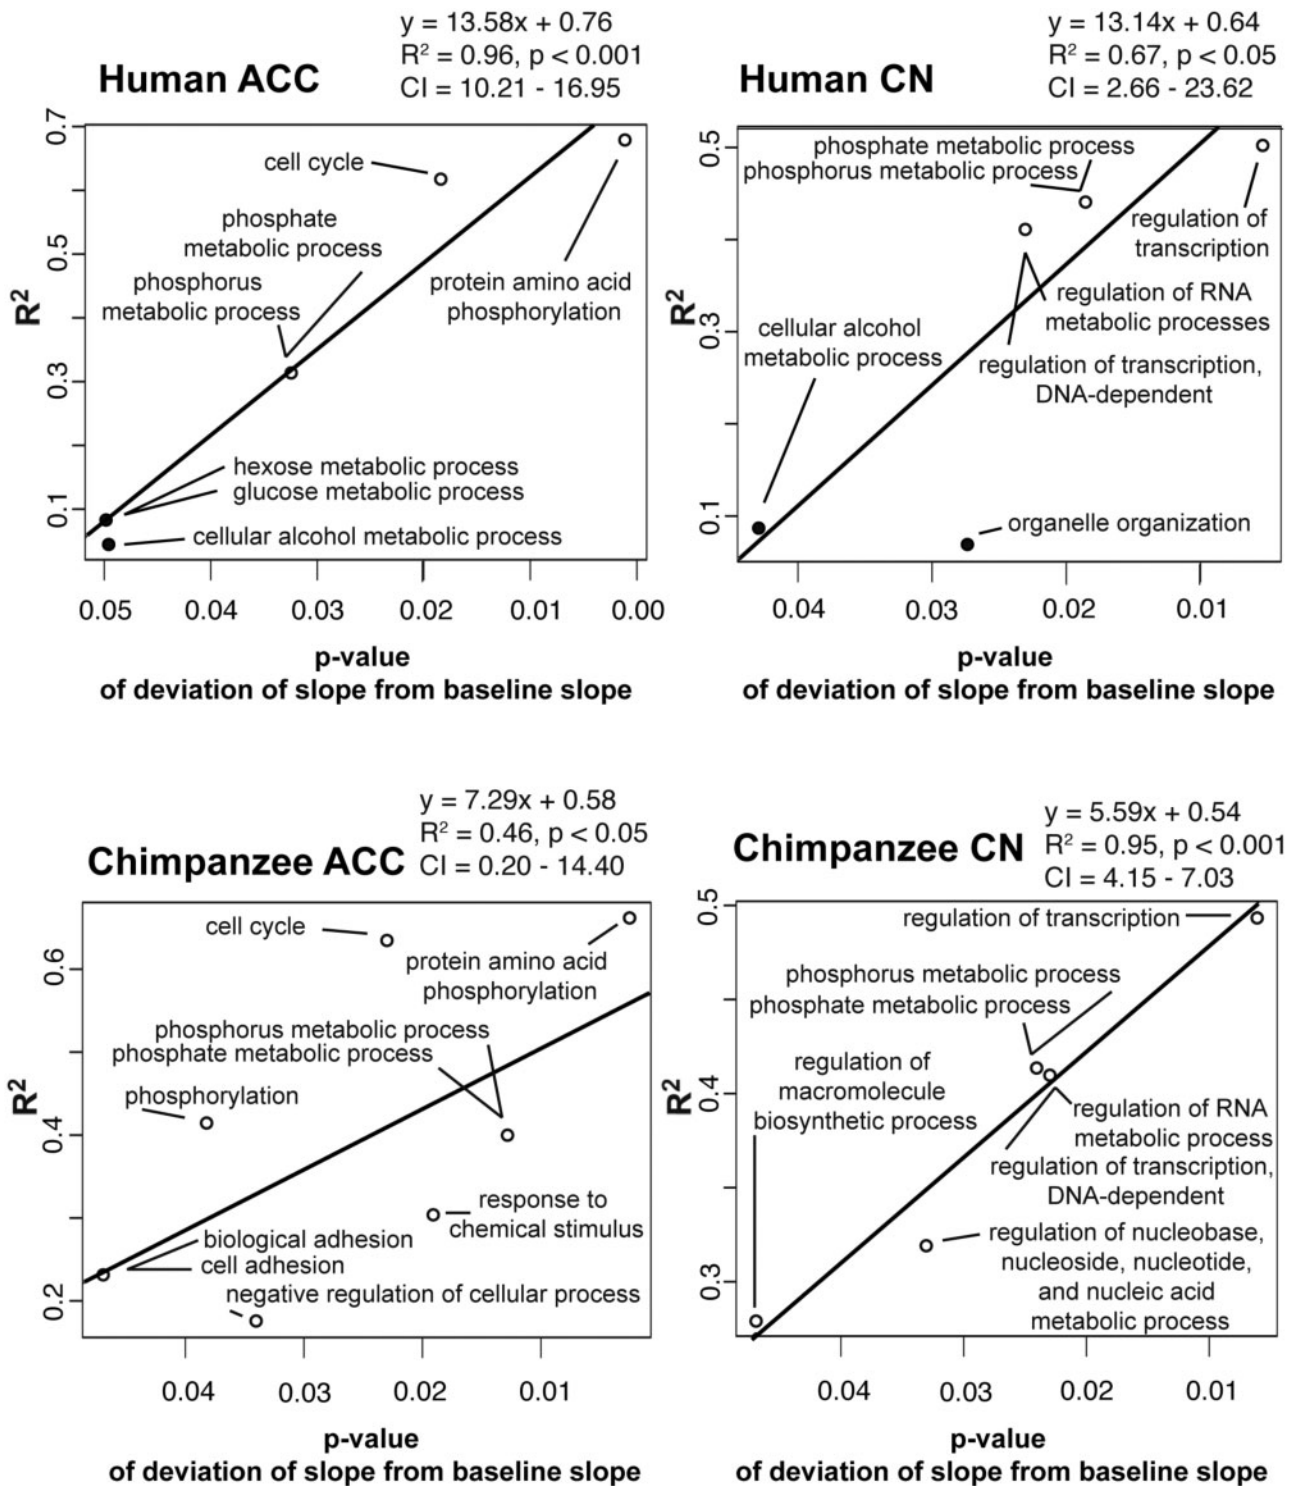 Human ACC
y = 13.58x + 0.76
R² = 0.96, p < 0.001
CI = 10.21 - 16.95
R²
0.7
0.5
0.3
0.1
cell cycle
phosphate
metabolic process
phosphorus
metabolic process
protein amino acid
phosphorylation
hexose metabolic process
glucose metabolic process
cellular alcohol metabolic process
0.05 0.04 0.03 0.02 0.01 0.00
p-value
of deviation of slope from baseline slope
Human CN
y = 13.14x + 0.64
R² = 0.67, p < 0.05
CI = 2.66 - 23.62
R²
0.5
0.3
0.1
phosphate metabolic process
phosphorus metabolic process
regulation of
transcription
regulation of RNA
metabolic processes
cellular alcohol
metabolic process
regulation of transcription,
DNA-dependent
organelle organization
0.04 0.03 0.02 0.01
p-value
of deviation of slope from baseline slope
Chimpanzee ACC
y = 7.29x + 0.58
R² = 0.46, p < 0.05
CI = 0.20 - 14.40
R²
0.6
0.4
0.2
cell cycle
protein amino acid
phosphorylation
phosphorus metabolic process
phosphate metabolic process
phosphorylation
response to
chemical stimulus
biological adhesion
cell adhesion
negative regulation of cellular process
0.04 0.03 0.02 0.01
p-value
of deviation of slope from baseline slope
Chimpanzee CN
y = 5.59x + 0.54
R² = 0.95, p < 0.001
CI = 4.15 - 7.03
R²
0.5
0.4
0.3
regulation of transcription
phosphorus metabolic process
phosphate metabolic process
regulation of
macromolecule
biosynthetic process
regulation of RNA
metabolic process
regulation of transcription,
DNA-dependent
regulation of nucleobase,
nucleoside, nucleotide,
and nucleic acid
metabolic process
0.04 0.03 0.02 0.01
p-value
of deviation of slope from baseline slope